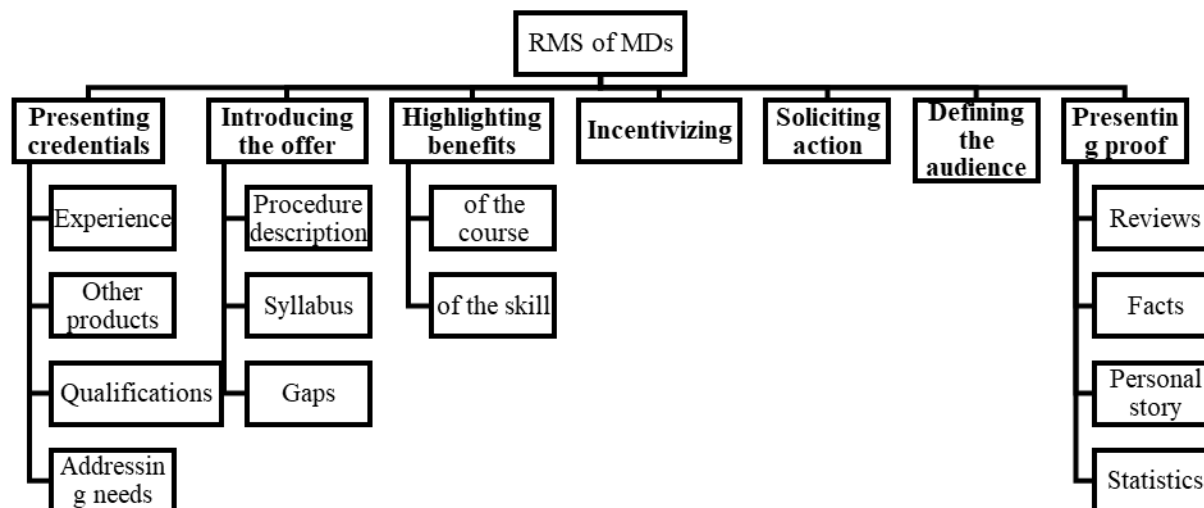 RMS of MDs
Presenting
credentials
Introducing
the offer
Highlighting
benefits
Incentivizing
Soliciting
action
Defining
the
audience
Presentin
g proof
Experience
Other
products
Qualifications
Addressin
g needs
Procedure
description
Syllabus
Gaps
of the
course
of the skill
Reviews
Facts
Personal
story
Statistics